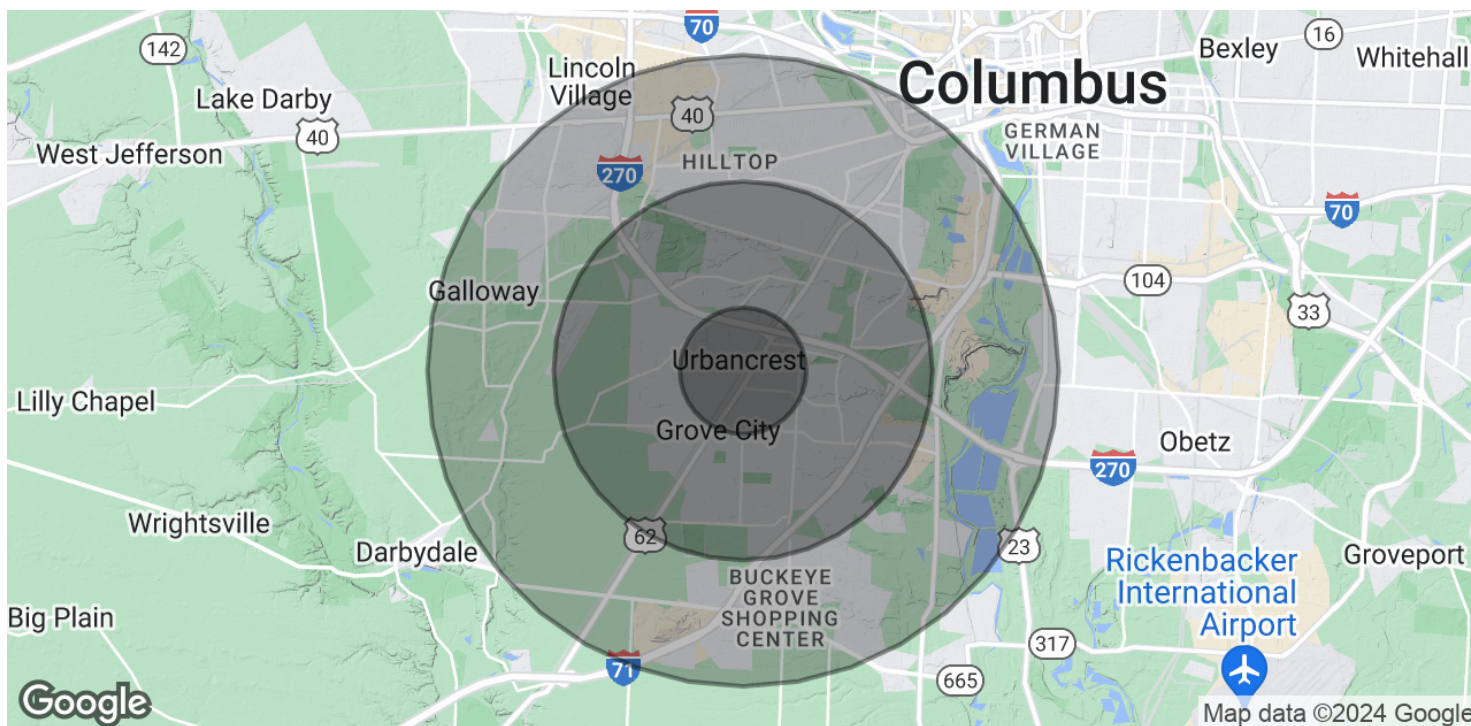 70
16
142
Bexley
Whitehall
Lincoln
Village
Columbus
Lake Darby
40
40
GERMAN
VILLAGE
West Jefferson
HILLTOP
270
70
Galloway
104
33
Urbancrest
Lilly Chapel
Grove City
Obetz
270
Wrightsville
62
Darbydale
23
Rickenbacker
International
Airport
Groveport
BUCKEYE
GROVE
SHOPPING
CENTER
Big Plain
317
71
665
Google
Map data ©2024 Google